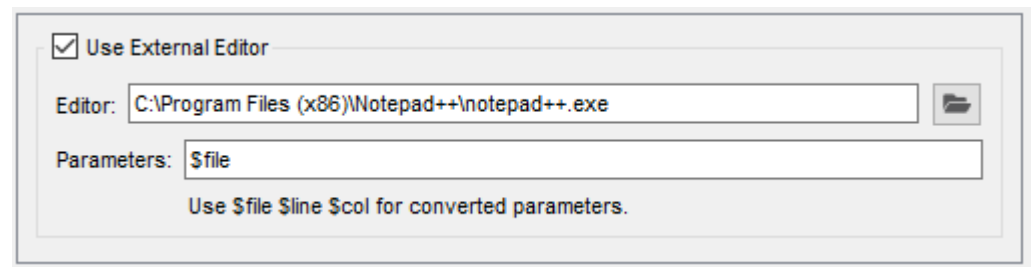 Use External Editor
Editor: C:\Program Files (x86)\Notepad++\notepad++.exe
Parameters: $file
Use $file $line $col for converted parameters.